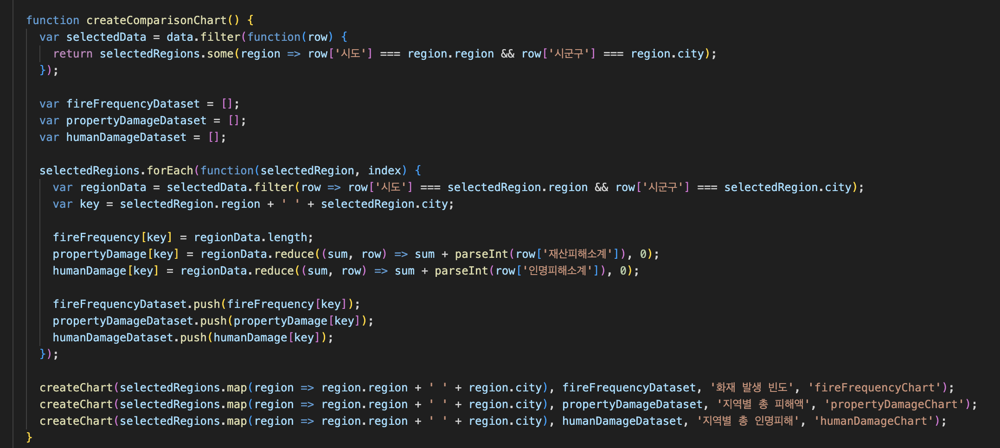 function createComparisonChart() {
  var selectedData = data.filter(function(row) {
    return selectedRegions.some(region => row['시도'] === region.region && row['시군구'] === region.city);
  });

  var fireFrequencyDataset = [];
  var propertyDamageDataset = [];
  var humanDamageDataset = [];

  selectedRegions.forEach(function(selectedRegion, index) {
    var regionData = selectedData.filter(row => row['시도'] === selectedRegion.region && row['시군구'] === selectedRegion.city);
    var key = selectedRegion.region + ' ' + selectedRegion.city;

    fireFrequency[key] = regionData.length;
    propertyDamage[key] = regionData.reduce((sum, row) => sum + parseInt(row['재산피해소계']), 0);
    humanDamage[key] = regionData.reduce((sum, row) => sum + parseInt(row['인명피해소계']), 0);

    fireFrequencyDataset.push(fireFrequency[key]);
    propertyDamageDataset.push(propertyDamage[key]);
    humanDamageDataset.push(humanDamage[key]);
  });

  createChart(selectedRegions.map(region => region.region + ' ' + region.city), fireFrequencyDataset, '화재 발생 빈도', 'fireFrequencyChart');
  createChart(selectedRegions.map(region => region.region + ' ' + region.city), propertyDamageDataset, '지역별 총 피해액', 'propertyDamageChart');
  createChart(selectedRegions.map(region => region.region + ' ' + region.city), humanDamageDataset, '지역별 총 인명피해', 'humanDamageChart');
}